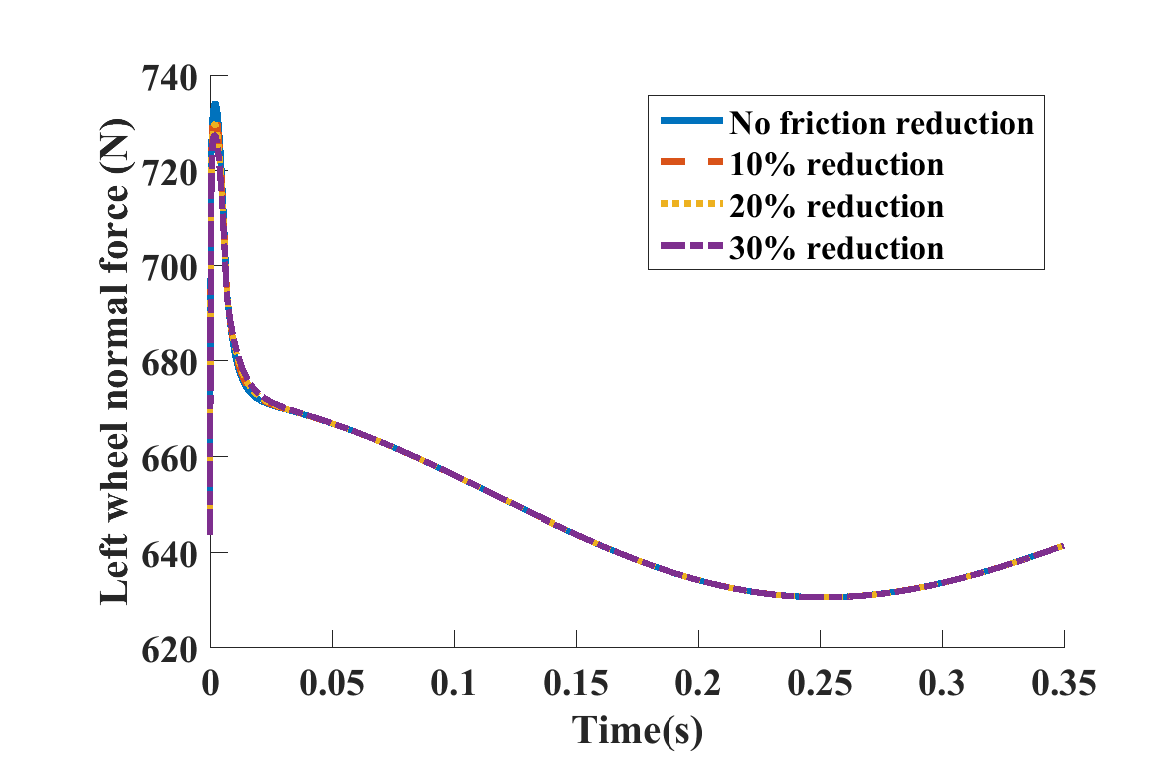 740
720
700
680
660
640
620
Left wheel normal force (N)
No friction reduction
10% reduction
20% reduction
30% reduction
0 0.05 0.1 0.15 0.2 0.25 0.3 0.35
Time(s)